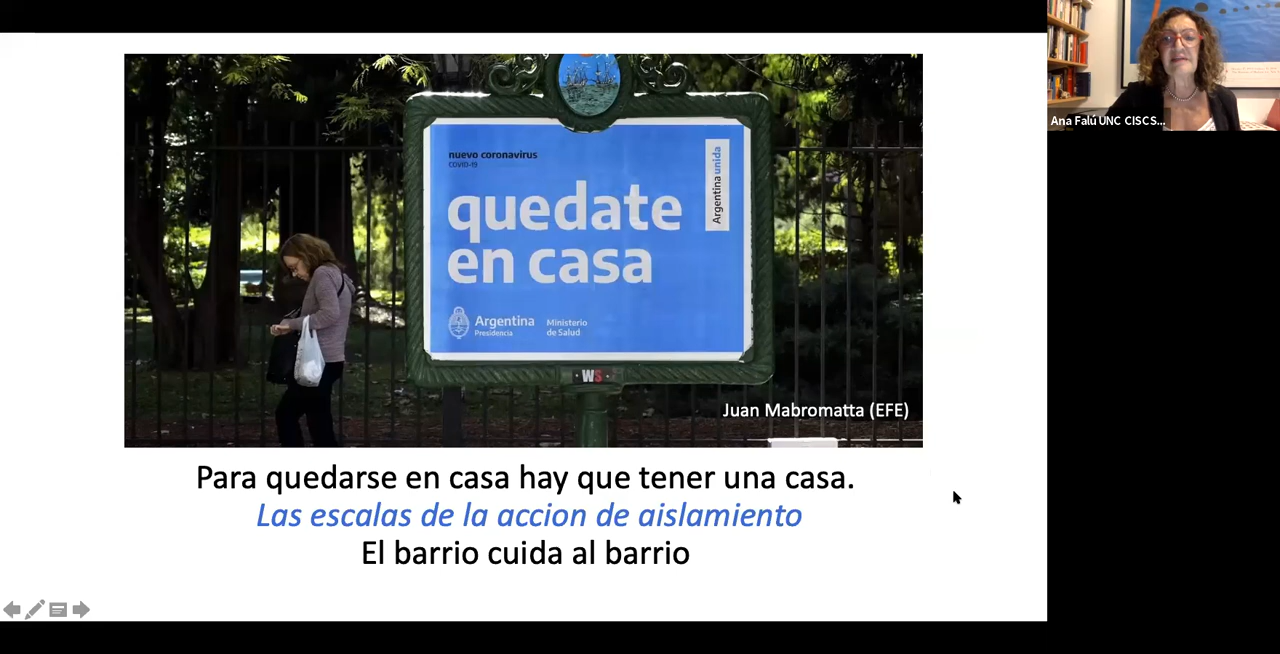 nuevo coronavirus
COVID-19
Argentina unida
quedate
en casa
Argentina
Presidencia
Ministerio
de Salud
WS
Juan Mabromatta (EFE)
Para quedarse en casa hay que tener una casa.
Las escalas de la accion de aislamiento
El barrio cuida al barrio
Ana Falú UNC CISCS...